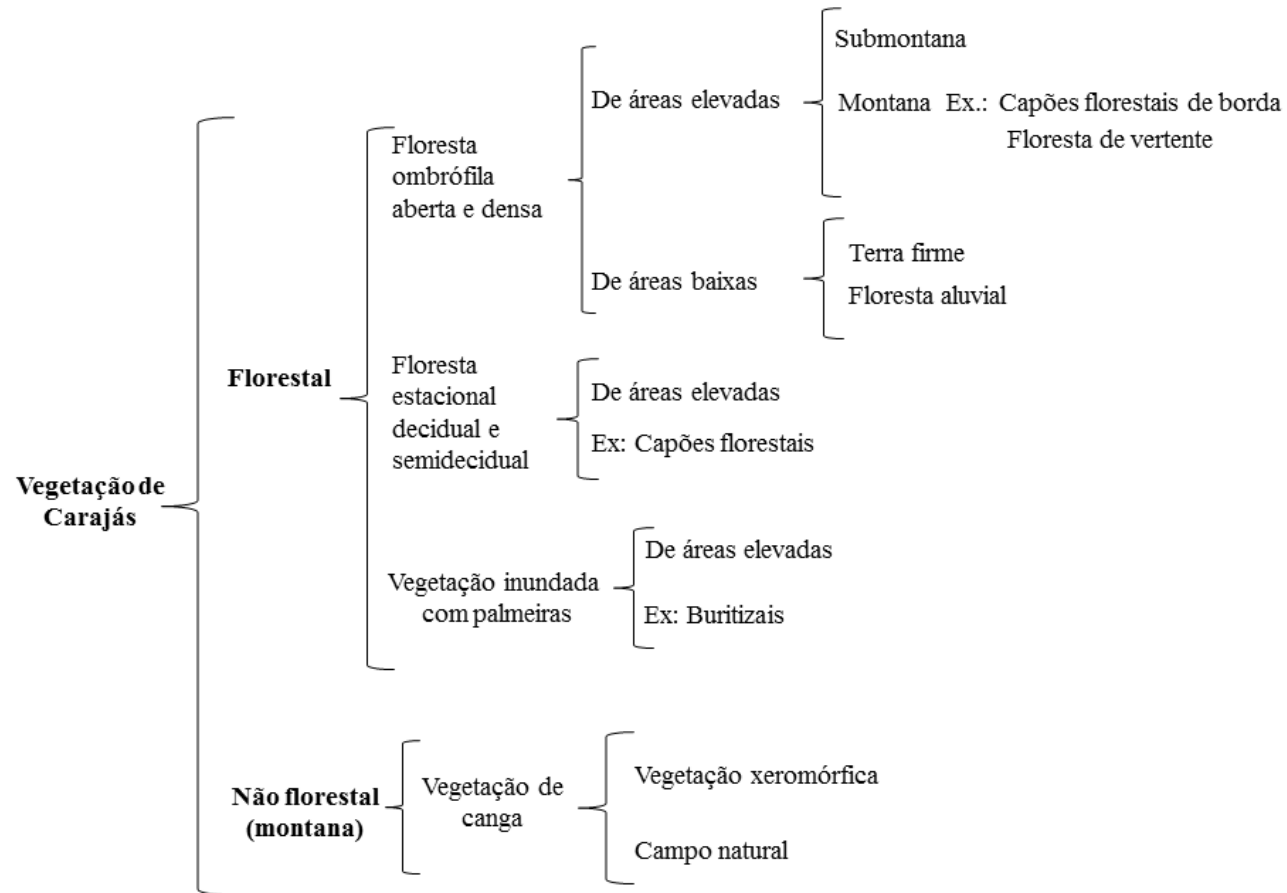 Submontana
De áreas elevadas
Montana Ex.: Capões florestais de borda
Floresta de vertente
Floresta
ombrófila
aberta e densa
Terra firme
De áreas baixas
Floresta aluvial
Florestal
Floresta
estacional
decidual e
semidecidual
De áreas elevadas
Ex: Capões florestais
Vegetação de
Carajás
De áreas elevadas
Vegetação inundada
com palmeiras
Ex: Buritizais
Não florestal
(montana)
Vegetação de
canga
Vegetação xeromórfica
Campo natural